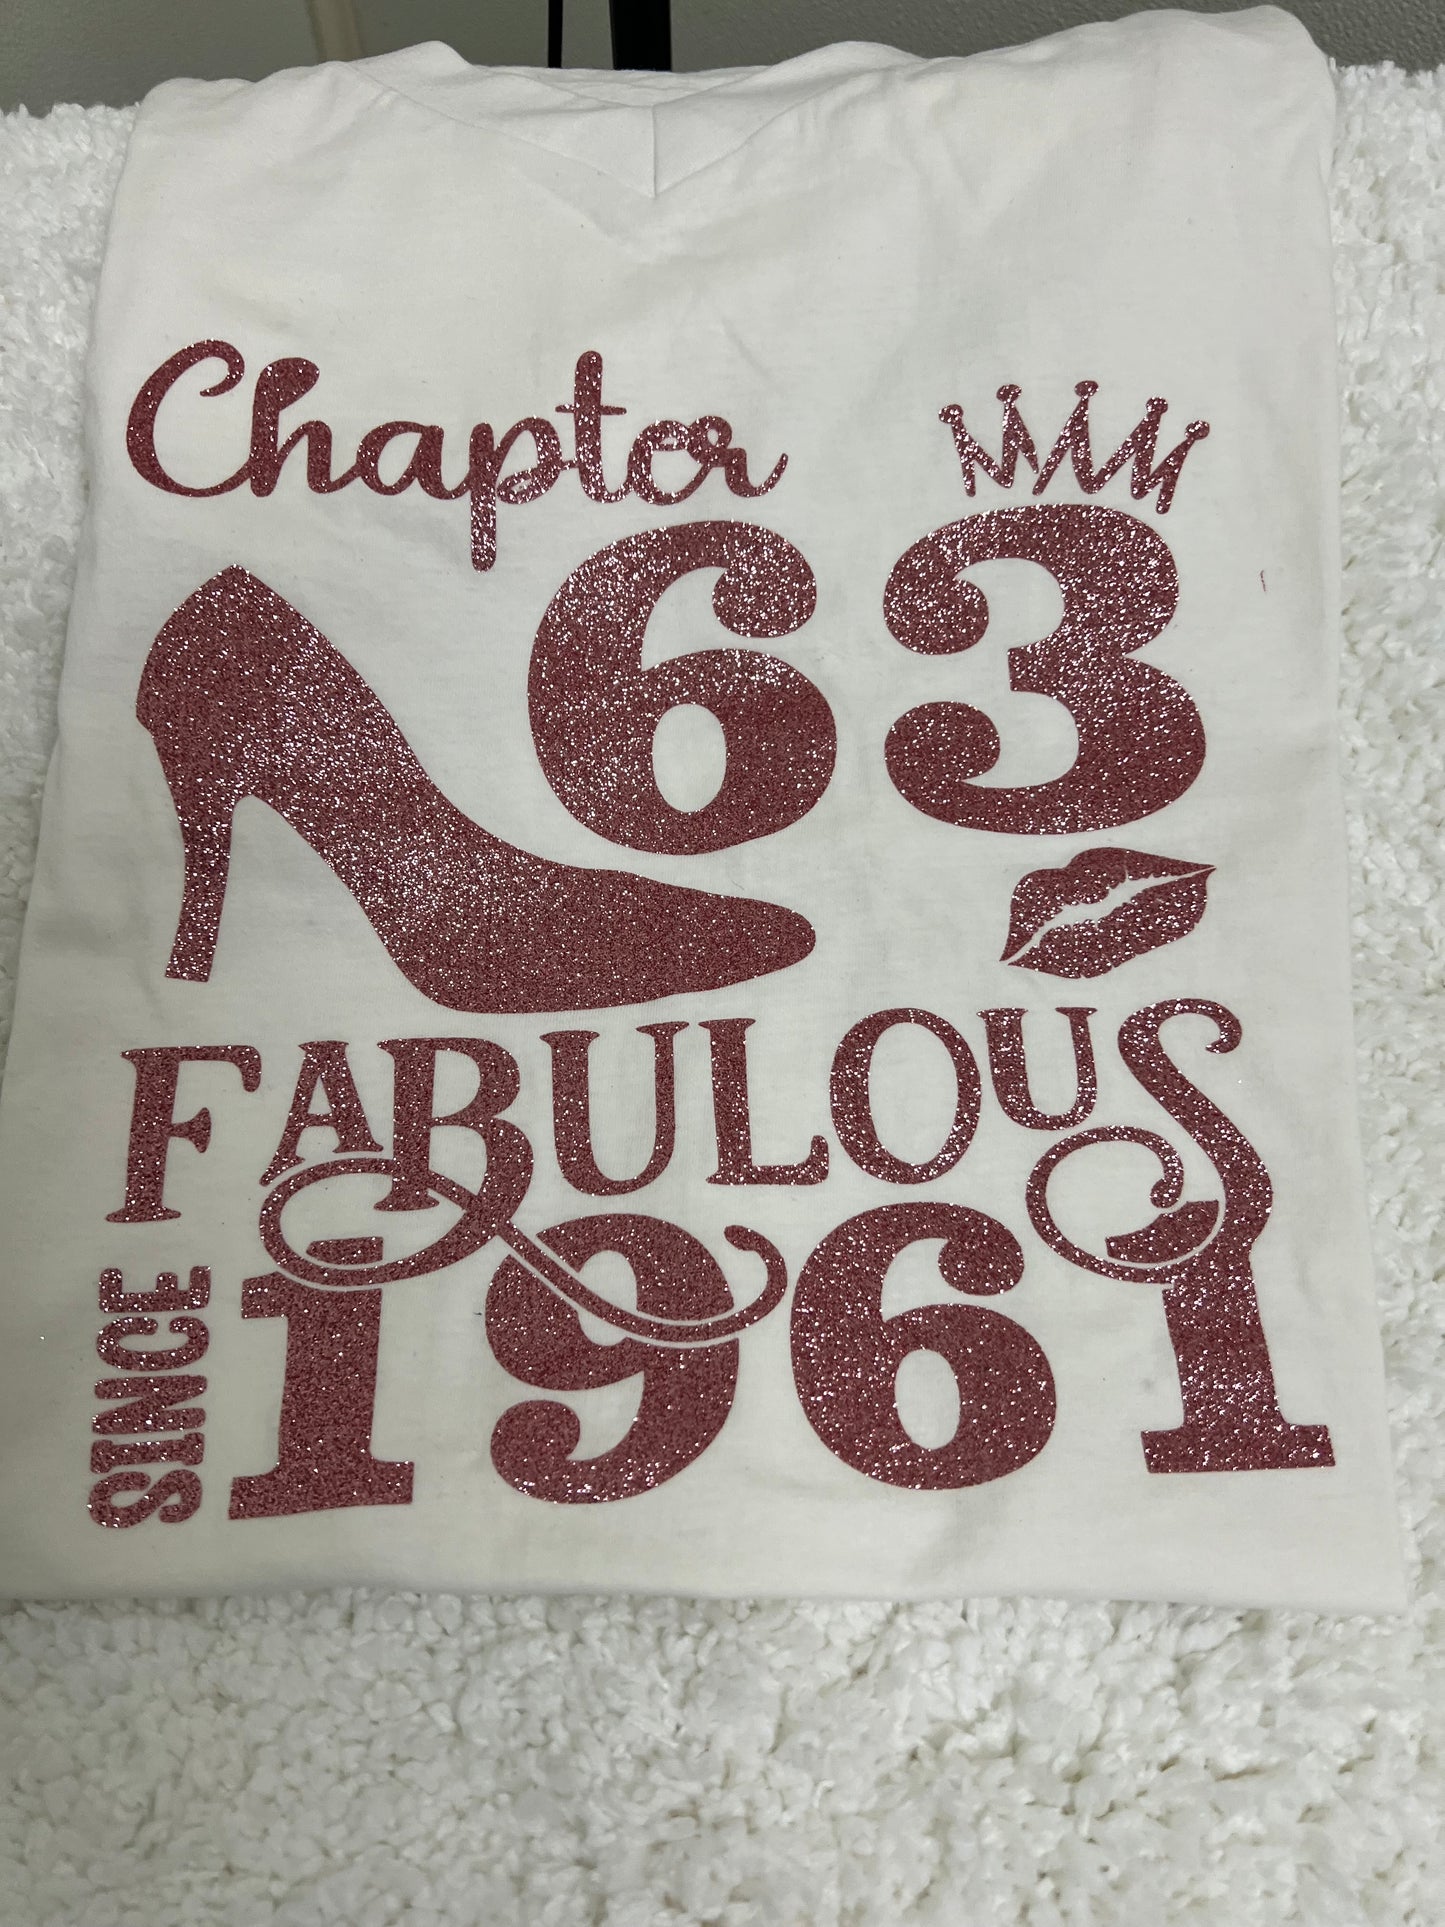 Chapter
63
FABULOUS
SINCE 1961